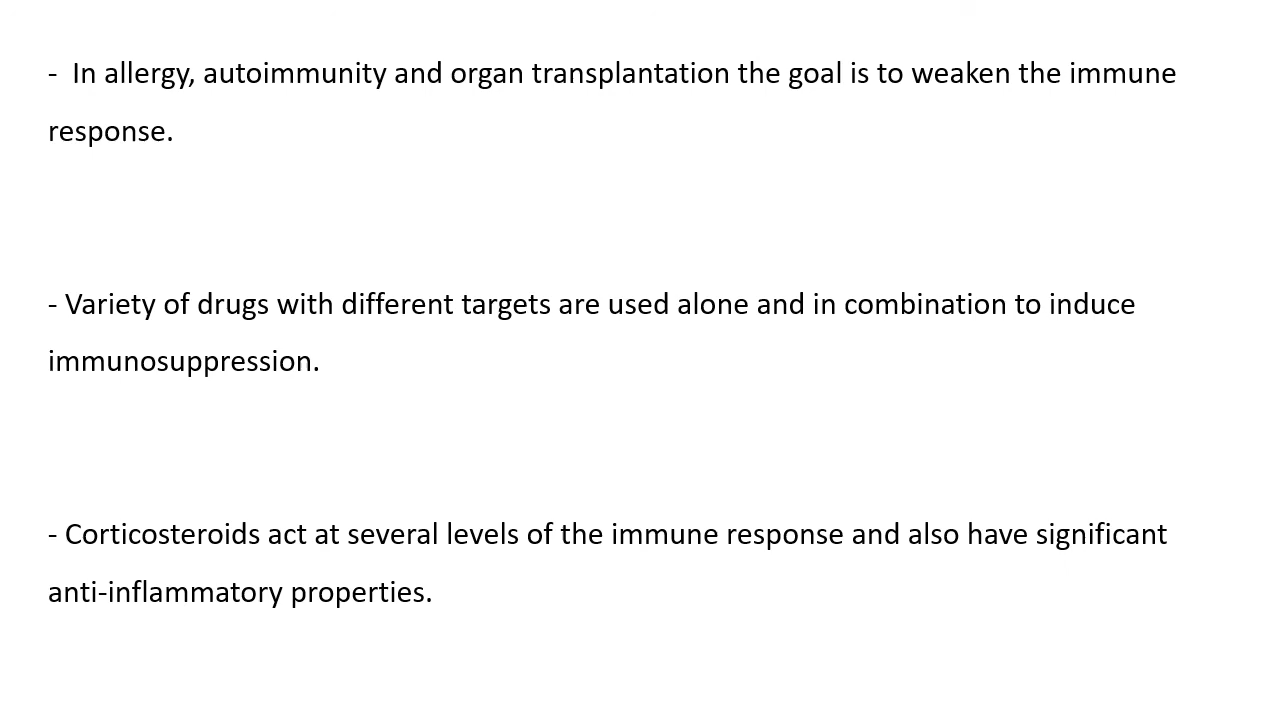 - In allergy, autoimmunity and organ transplantation the goal is to weaken the immune
response.
- Variety of drugs with different targets are used alone and in combination to induce
immunosuppression.
- Corticosteroids act at several levels of the immune response and also have significant
anti-inflammatory properties.